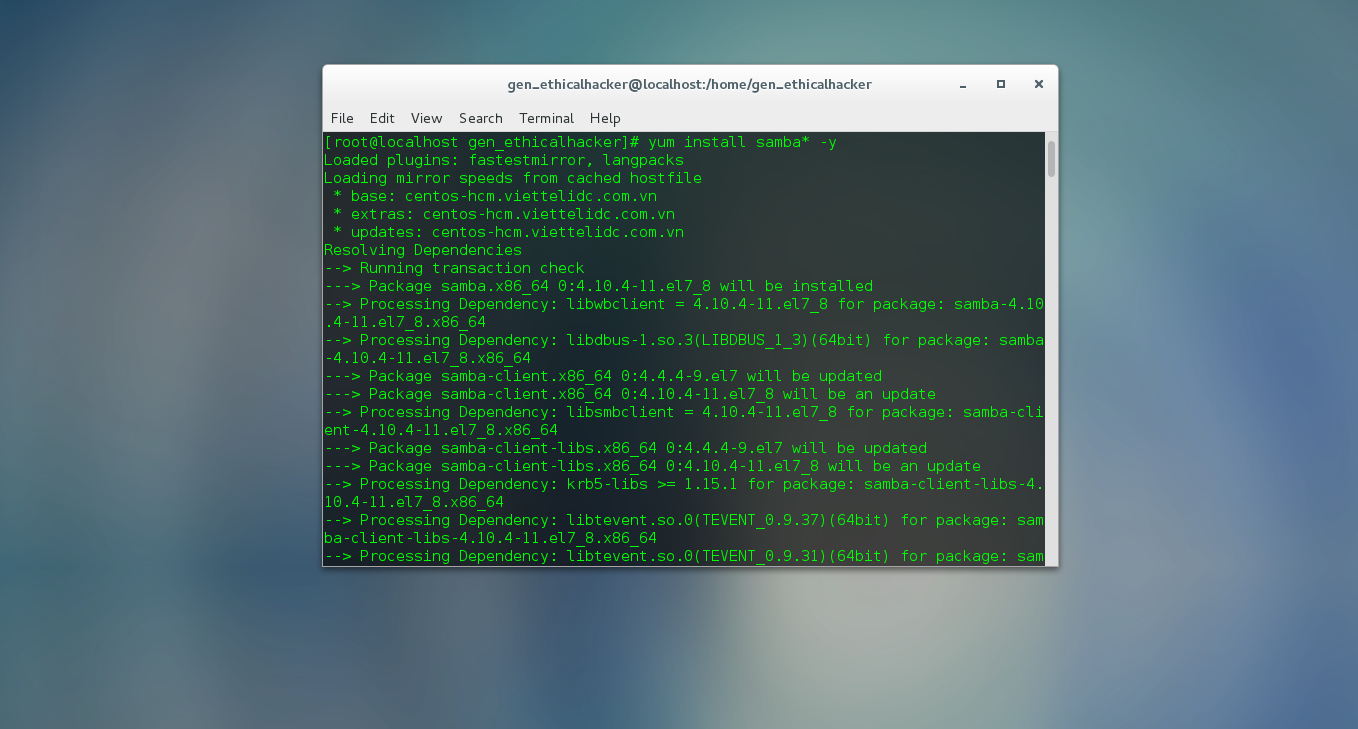 gen_ethicalhacker@localhost:/home/gen_ethicalhacker
File Edit View Search Terminal Help
[root@localhost gen_ethicalhacker]# yum install samba* -y
Loaded plugins: fastestmirror, langpacks
Loading mirror speeds from cached hostfile
 * base: centos-hcm.viettelidc.com.vn
 * extras: centos-hcm.viettelidc.com.vn
 * updates: centos-hcm.viettelidc.com.vn
Resolving Dependencies
--> Running transaction check
---> Package samba.x86_64 0:4.10.4-11.el7_8 will be installed
--> Processing Dependency: libwbclient = 4.10.4-11.el7_8 for package: samba-4.10
.4-11.el7_8.x86_64
--> Processing Dependency: libdbus-1.so.3(LIBDBUS_1_3)(64bit) for package: samba
-4.10.4-11.el7_8.x86_64
---> Package samba-client.x86_64 0:4.4.4-9.el7 will be updated
---> Package samba-client.x86_64 0:4.10.4-11.el7_8 will be an update
--> Processing Dependency: libsmbclient = 4.10.4-11.el7_8 for package: samba-cli
ent-4.10.4-11.el7_8.x86_64
---> Package samba-client-libs.x86_64 0:4.4.4-9.el7 will be updated
---> Package samba-client-libs.x86_64 0:4.10.4-11.el7_8 will be an update
--> Processing Dependency: krb5-libs >= 1.15.1 for package: samba-client-libs-4.
10.4-11.el7_8.x86_64
--> Processing Dependency: libtevent.so.0(TEVENT_0.9.37)(64bit) for package: sam
ba-client-libs-4.10.4-11.el7_8.x86_64
--> Processing Dependency: libtevent.so.0(TEVENT_0.9.31)(64bit) for package: sam